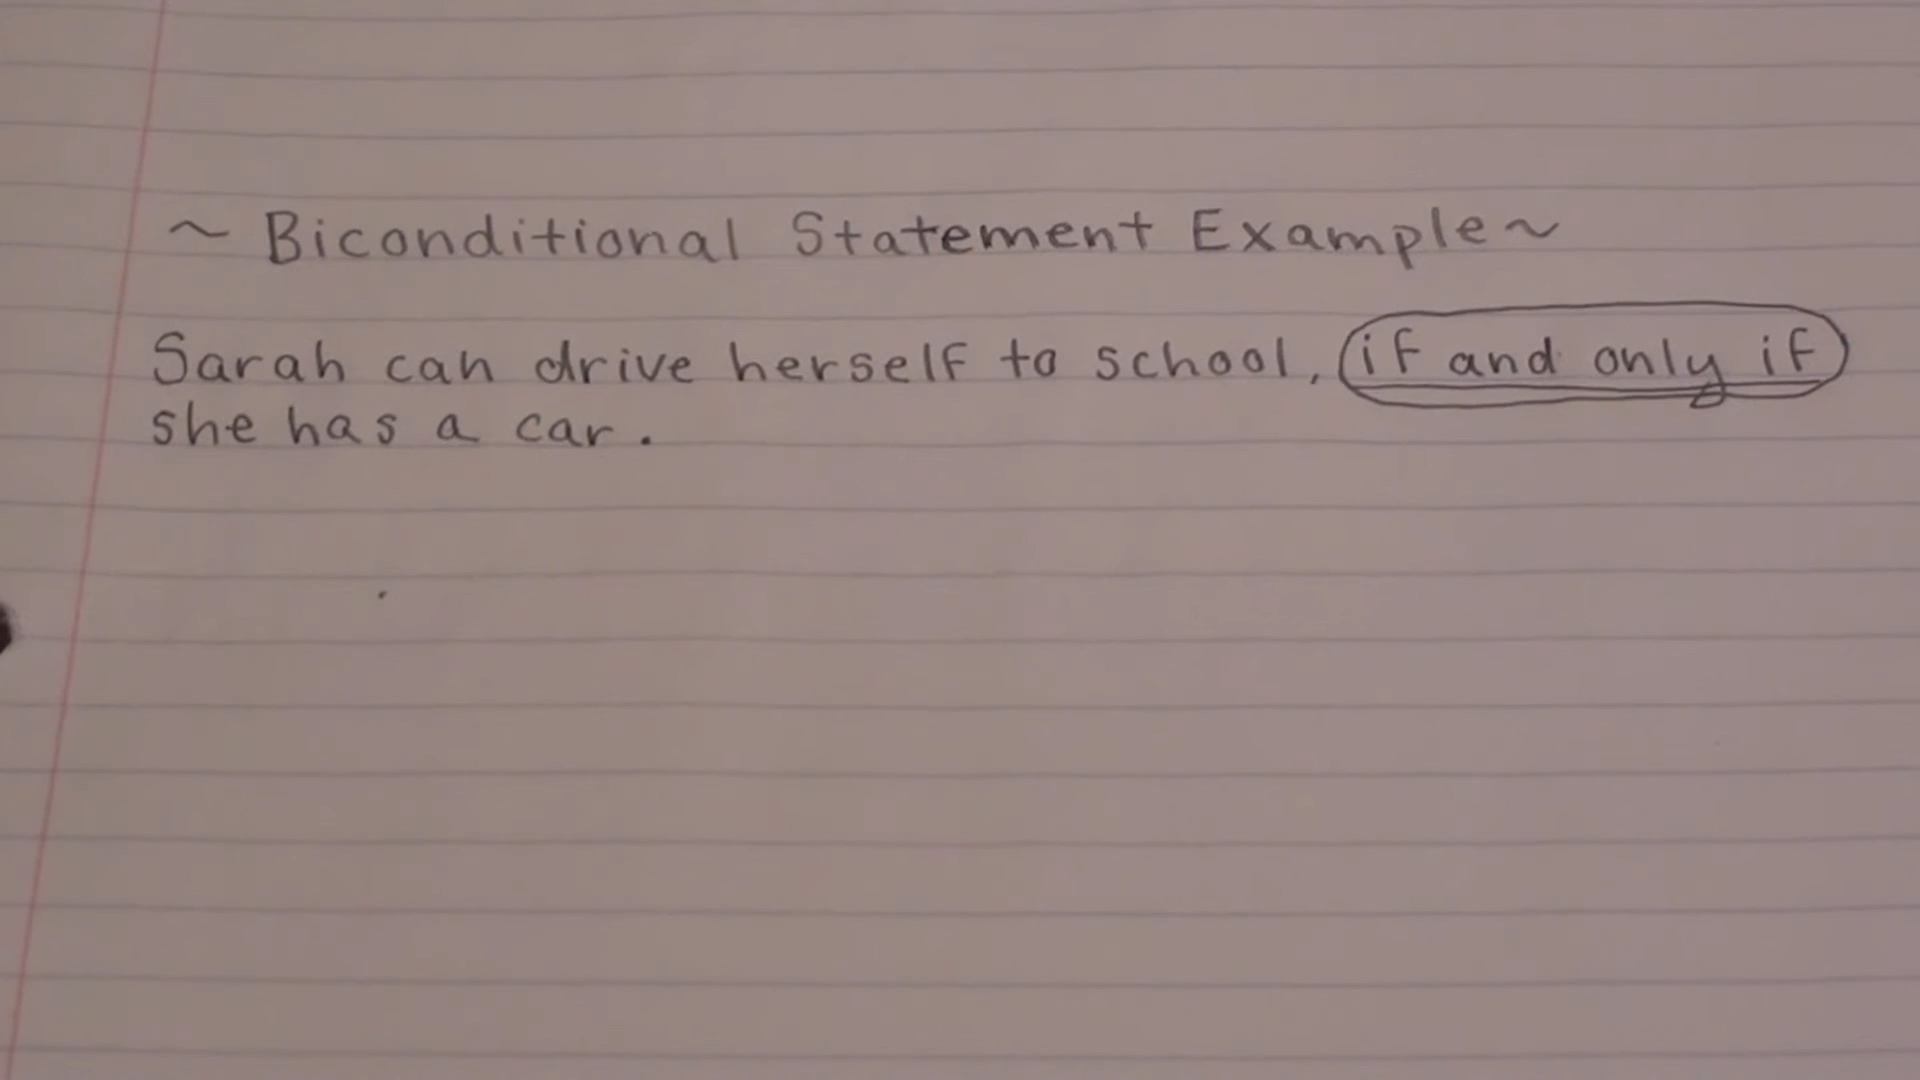 ~ Biconditional Statement Example ~
Sarah can drive herself to school, if and only if
she has a car.